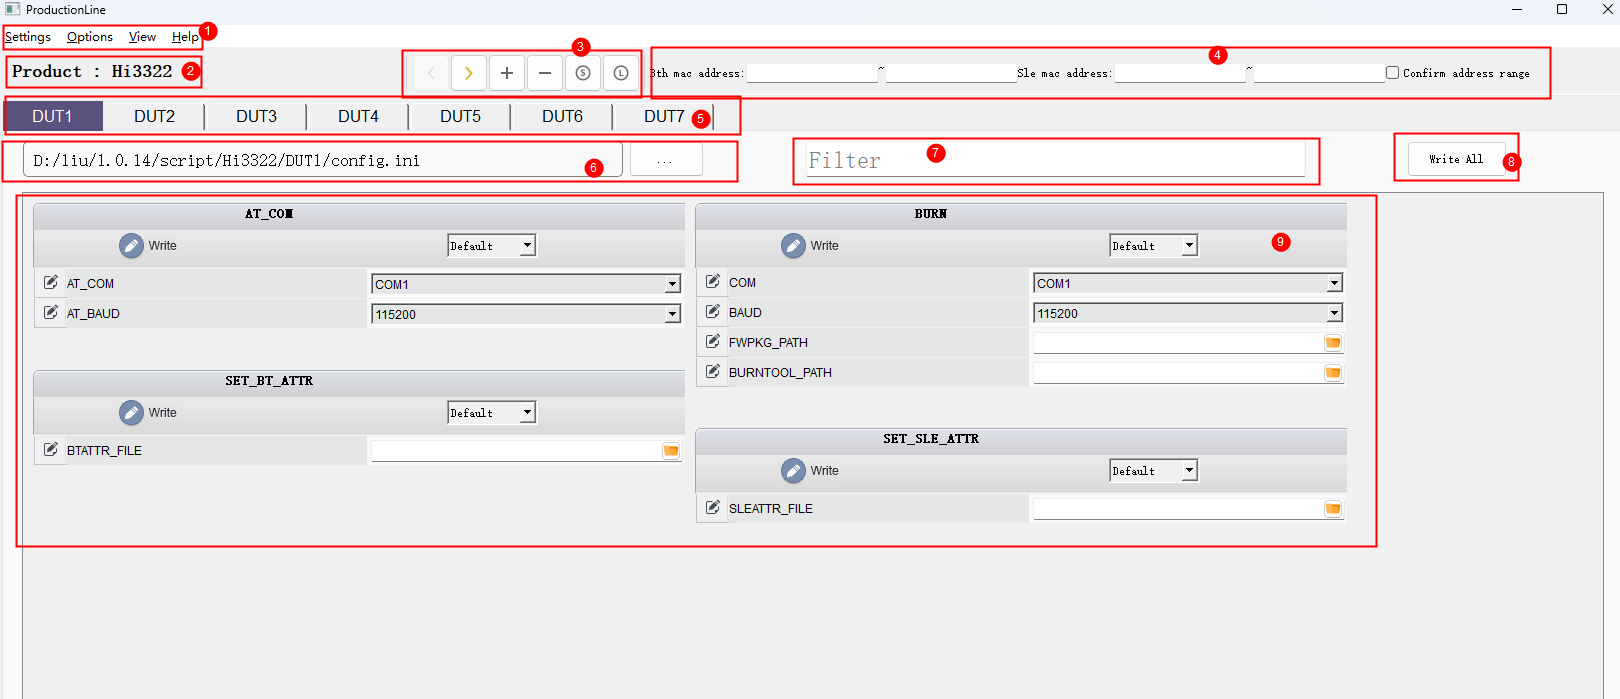 ProductionLine
Settings Options View Help 1
Product : Hi3322 2
3
S L
Bth mac address: ~ Sle mac address: ~ Confirm address range
4
DUT1 DUT2 DUT3 DUT4 DUT5 DUT6 DUT7 5
D:/liu/1.0.14/script/Hi3322/DUT1/config.ini 6 ...
Filter 7
Write All 8
AT_COM
Write Default
AT_COM COM1
AT_BAUD 115200
SET_BT_ATTR
Write Default
BTATTR_FILE
BURN
Write Default 9
COM COM1
BAUD 115200
FWPKG_PATH
BURNTOOL_PATH
SET_SLE_ATTR
Write Default
SLEATTR_FILE